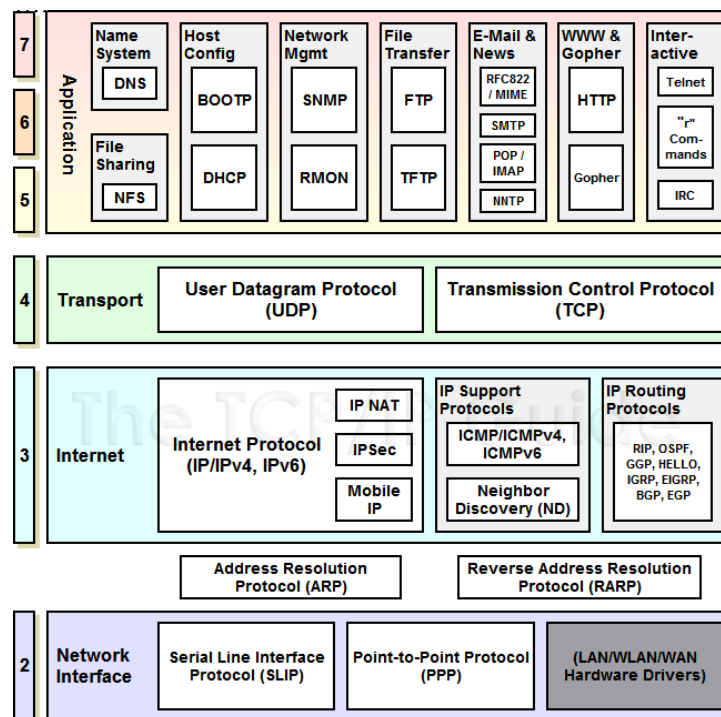 7
6
5
Application
Name
System
DNS
File
Sharing
NFS
Host
Config
BOOTP
DHCP
Network
Mgmt
SNMP
RMON
File
Transfer
FTP
TFTP
E-Mail &
News
RFC822
/ MIME
SMTP
POP /
IMAP
NNTP
WWW &
Gopher
HTTP
Gopher
Inter-
active
Telnet
"r"
Com-
mands
IRC
4
Transport
User Datagram Protocol
(UDP)
Transmission Control Protocol
(TCP)
The TCP/IP Guide
3
Internet
Internet Protocol
(IP/IPv4, IPv6)
IP NAT
IPSec
Mobile
IP
IP Support
Protocols
ICMP/ICMPv4,
ICMPv6
Neighbor
Discovery (ND)
IP Routing
Protocols
RIP, OSPF,
GGP, HELLO,
IGRP, EIGRP,
BGP, EGP
Address Resolution
Protocol (ARP)
Reverse Address Resolution
Protocol (RARP)
2
Network
Interface
Serial Line Interface
Protocol (SLIP)
Point-to-Point Protocol
(PPP)
(LAN/WLAN/WAN
Hardware Drivers)